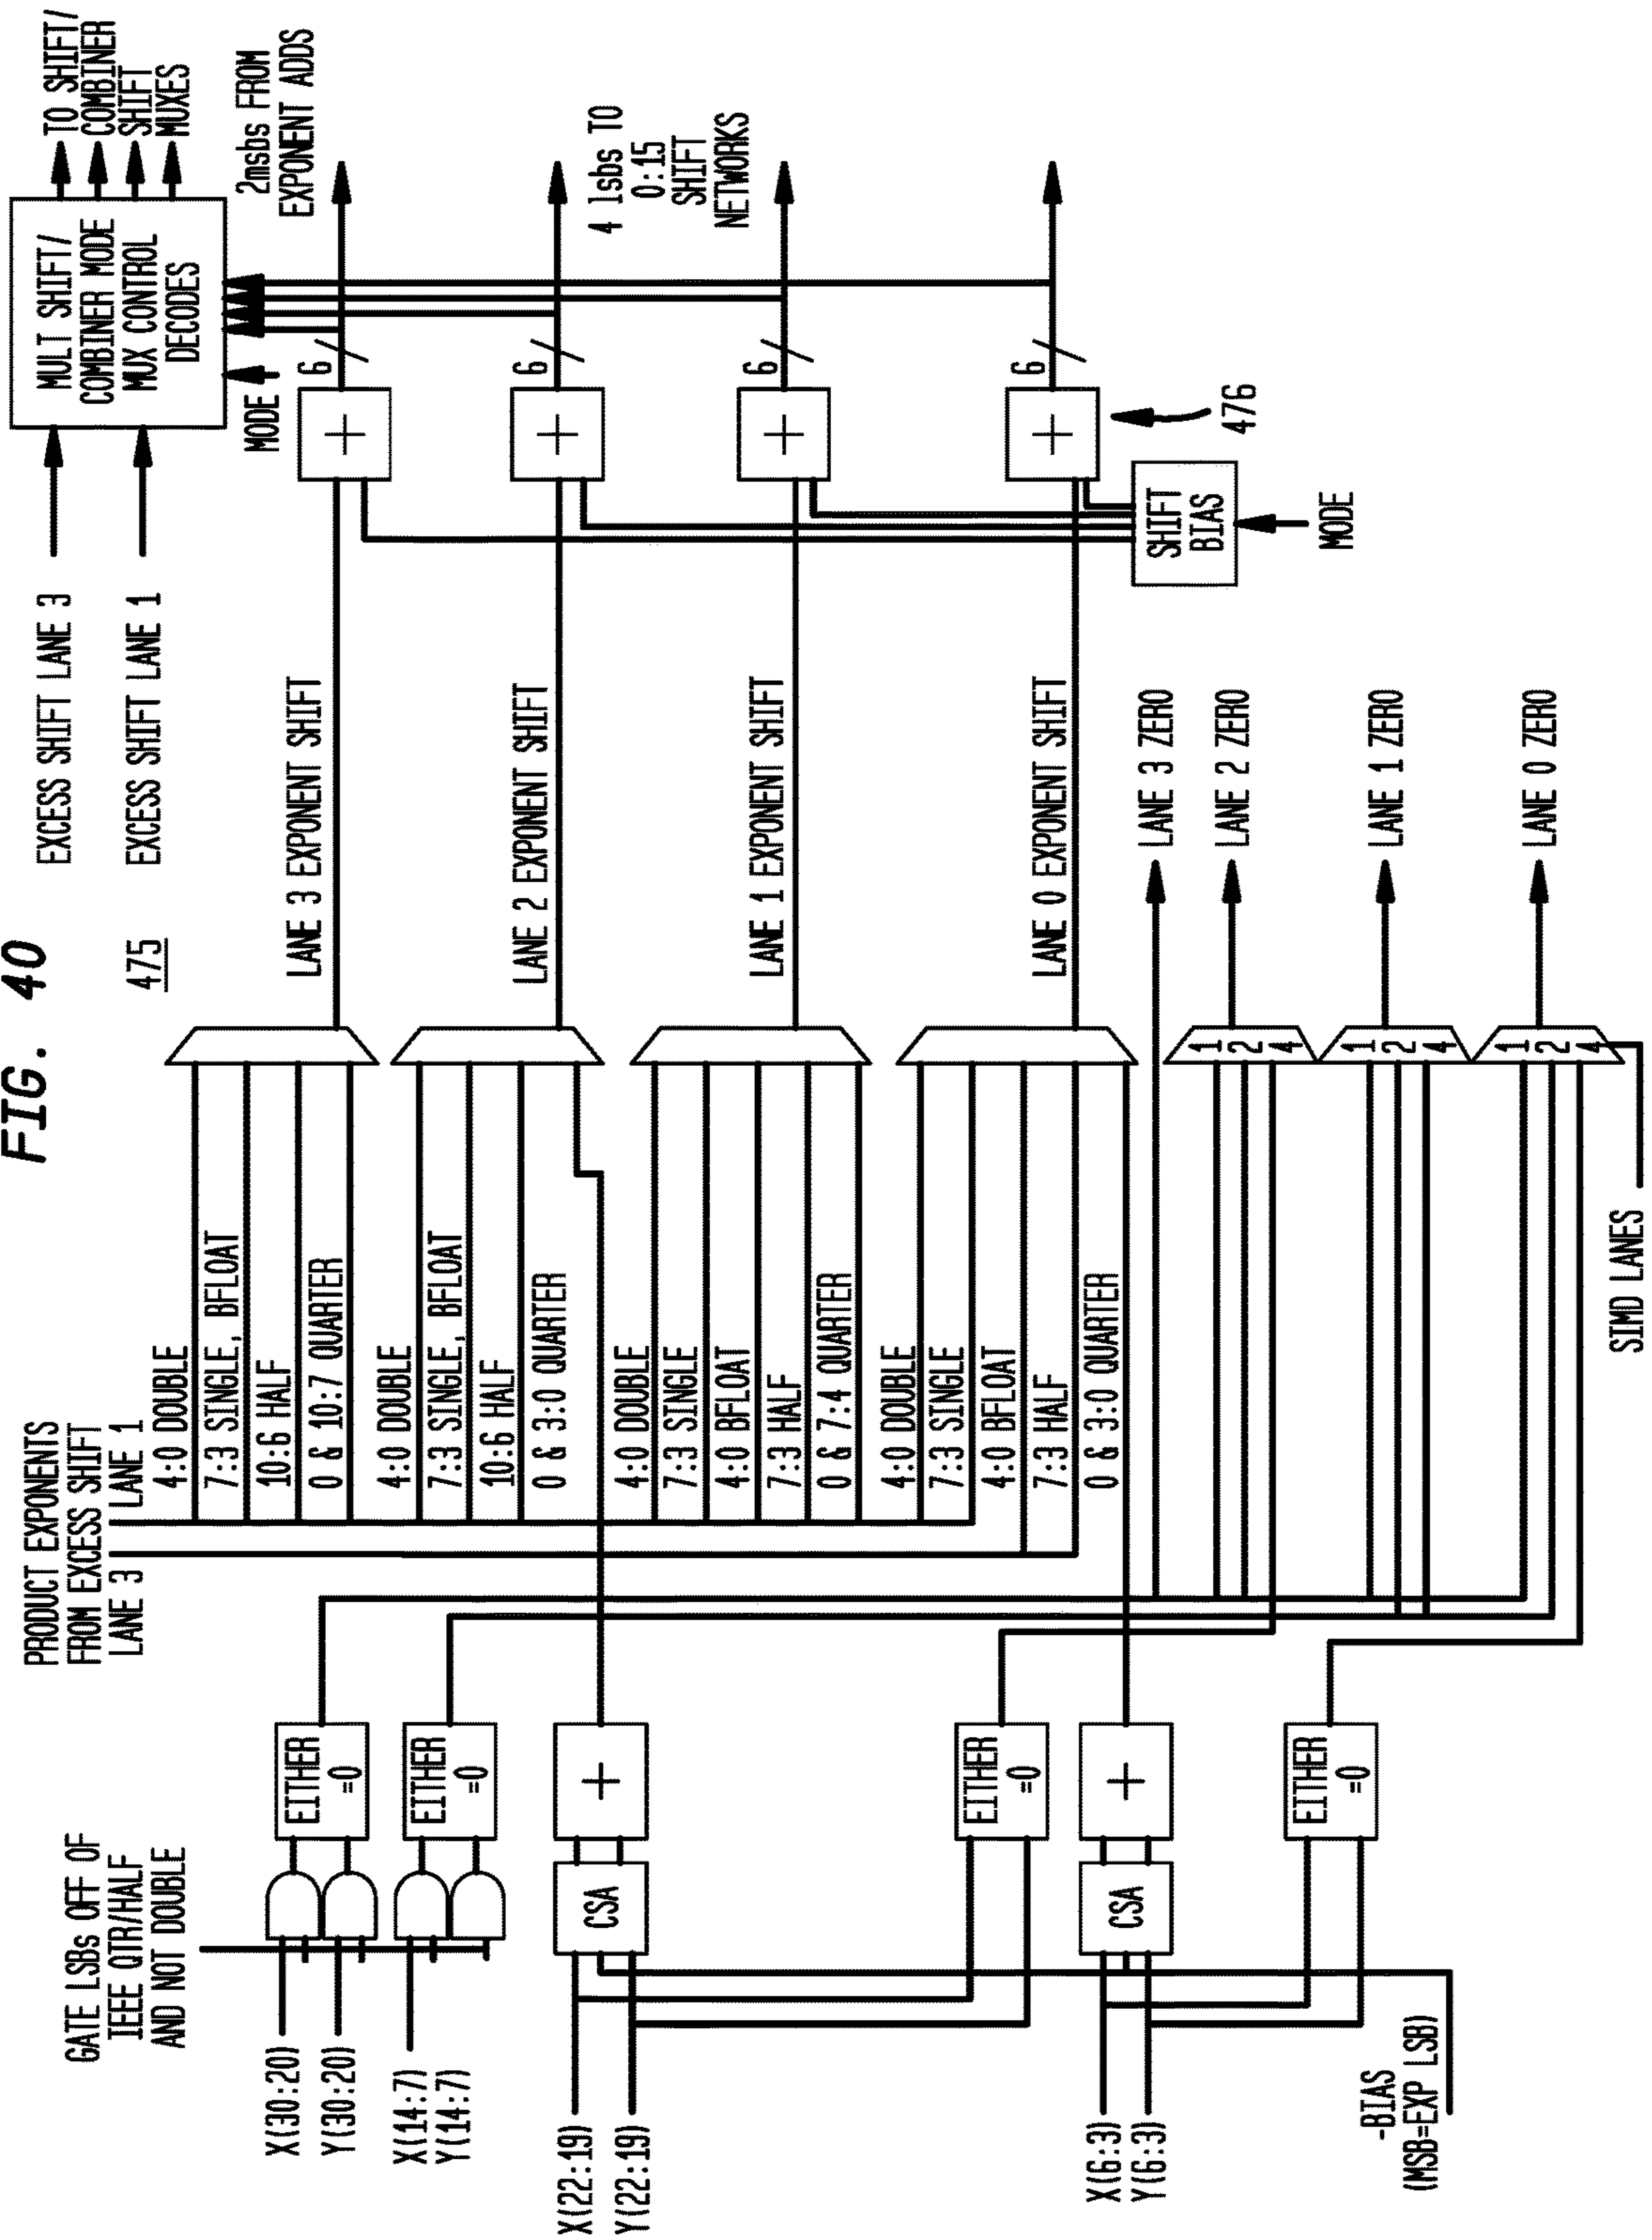 FIG. 40
475
GATE LSBs OFF OF
IEEE QTR/HALF
AND NOT DOUBLE
X(30:20)
Y(30:20)
X(14:7)
Y(14:7)
X(22:19)
Y(22:19)
X(6:3)
Y(6:3)
-BIAS
(MSB=EXP LSB)
EITHER
=0
EITHER
=0
CSA
+
EITHER
=0
CSA
+
EITHER
=0
PRODUCT EXPONENTS
FROM EXCESS SHIFT
LANE 3
LANE 1
4:0 DOUBLE
7:3 SINGLE, BFLOAT
10:6 HALF
0 & 10:7 QUARTER
4:0 DOUBLE
7:3 SINGLE, BFLOAT
10:6 HALF
0 & 3:0 QUARTER
4:0 DOUBLE
7:3 SINGLE
4:0 BFLOAT
7:3 HALF
0 & 7:4 QUARTER
4:0 DOUBLE
7:3 SINGLE
4:0 BFLOAT
7:3 HALF
0 & 3:0 QUARTER
SIMD LANES
1
2
4
1
2
4
1
2
4
LANE 3 EXPONENT SHIFT
LANE 2 EXPONENT SHIFT
LANE 1 EXPONENT SHIFT
LANE 0 EXPONENT SHIFT
LANE 3 ZERO
LANE 2 ZERO
LANE 1 ZERO
LANE 0 ZERO
EXCESS SHIFT LANE 3
EXCESS SHIFT LANE 1
MULT SHIFT/
COMBINER MODE
MUX CONTROL
DECODES
MODE
+
+
+
+
6
6
6
6
476
SHIFT
BIAS
MODE
TO SHIFT/
COMBINER
SHIFT
MUXES
2msbs FROM
EXPONENT ADDS
4 lsbs TO
0:15
SHIFT
NETWORKS